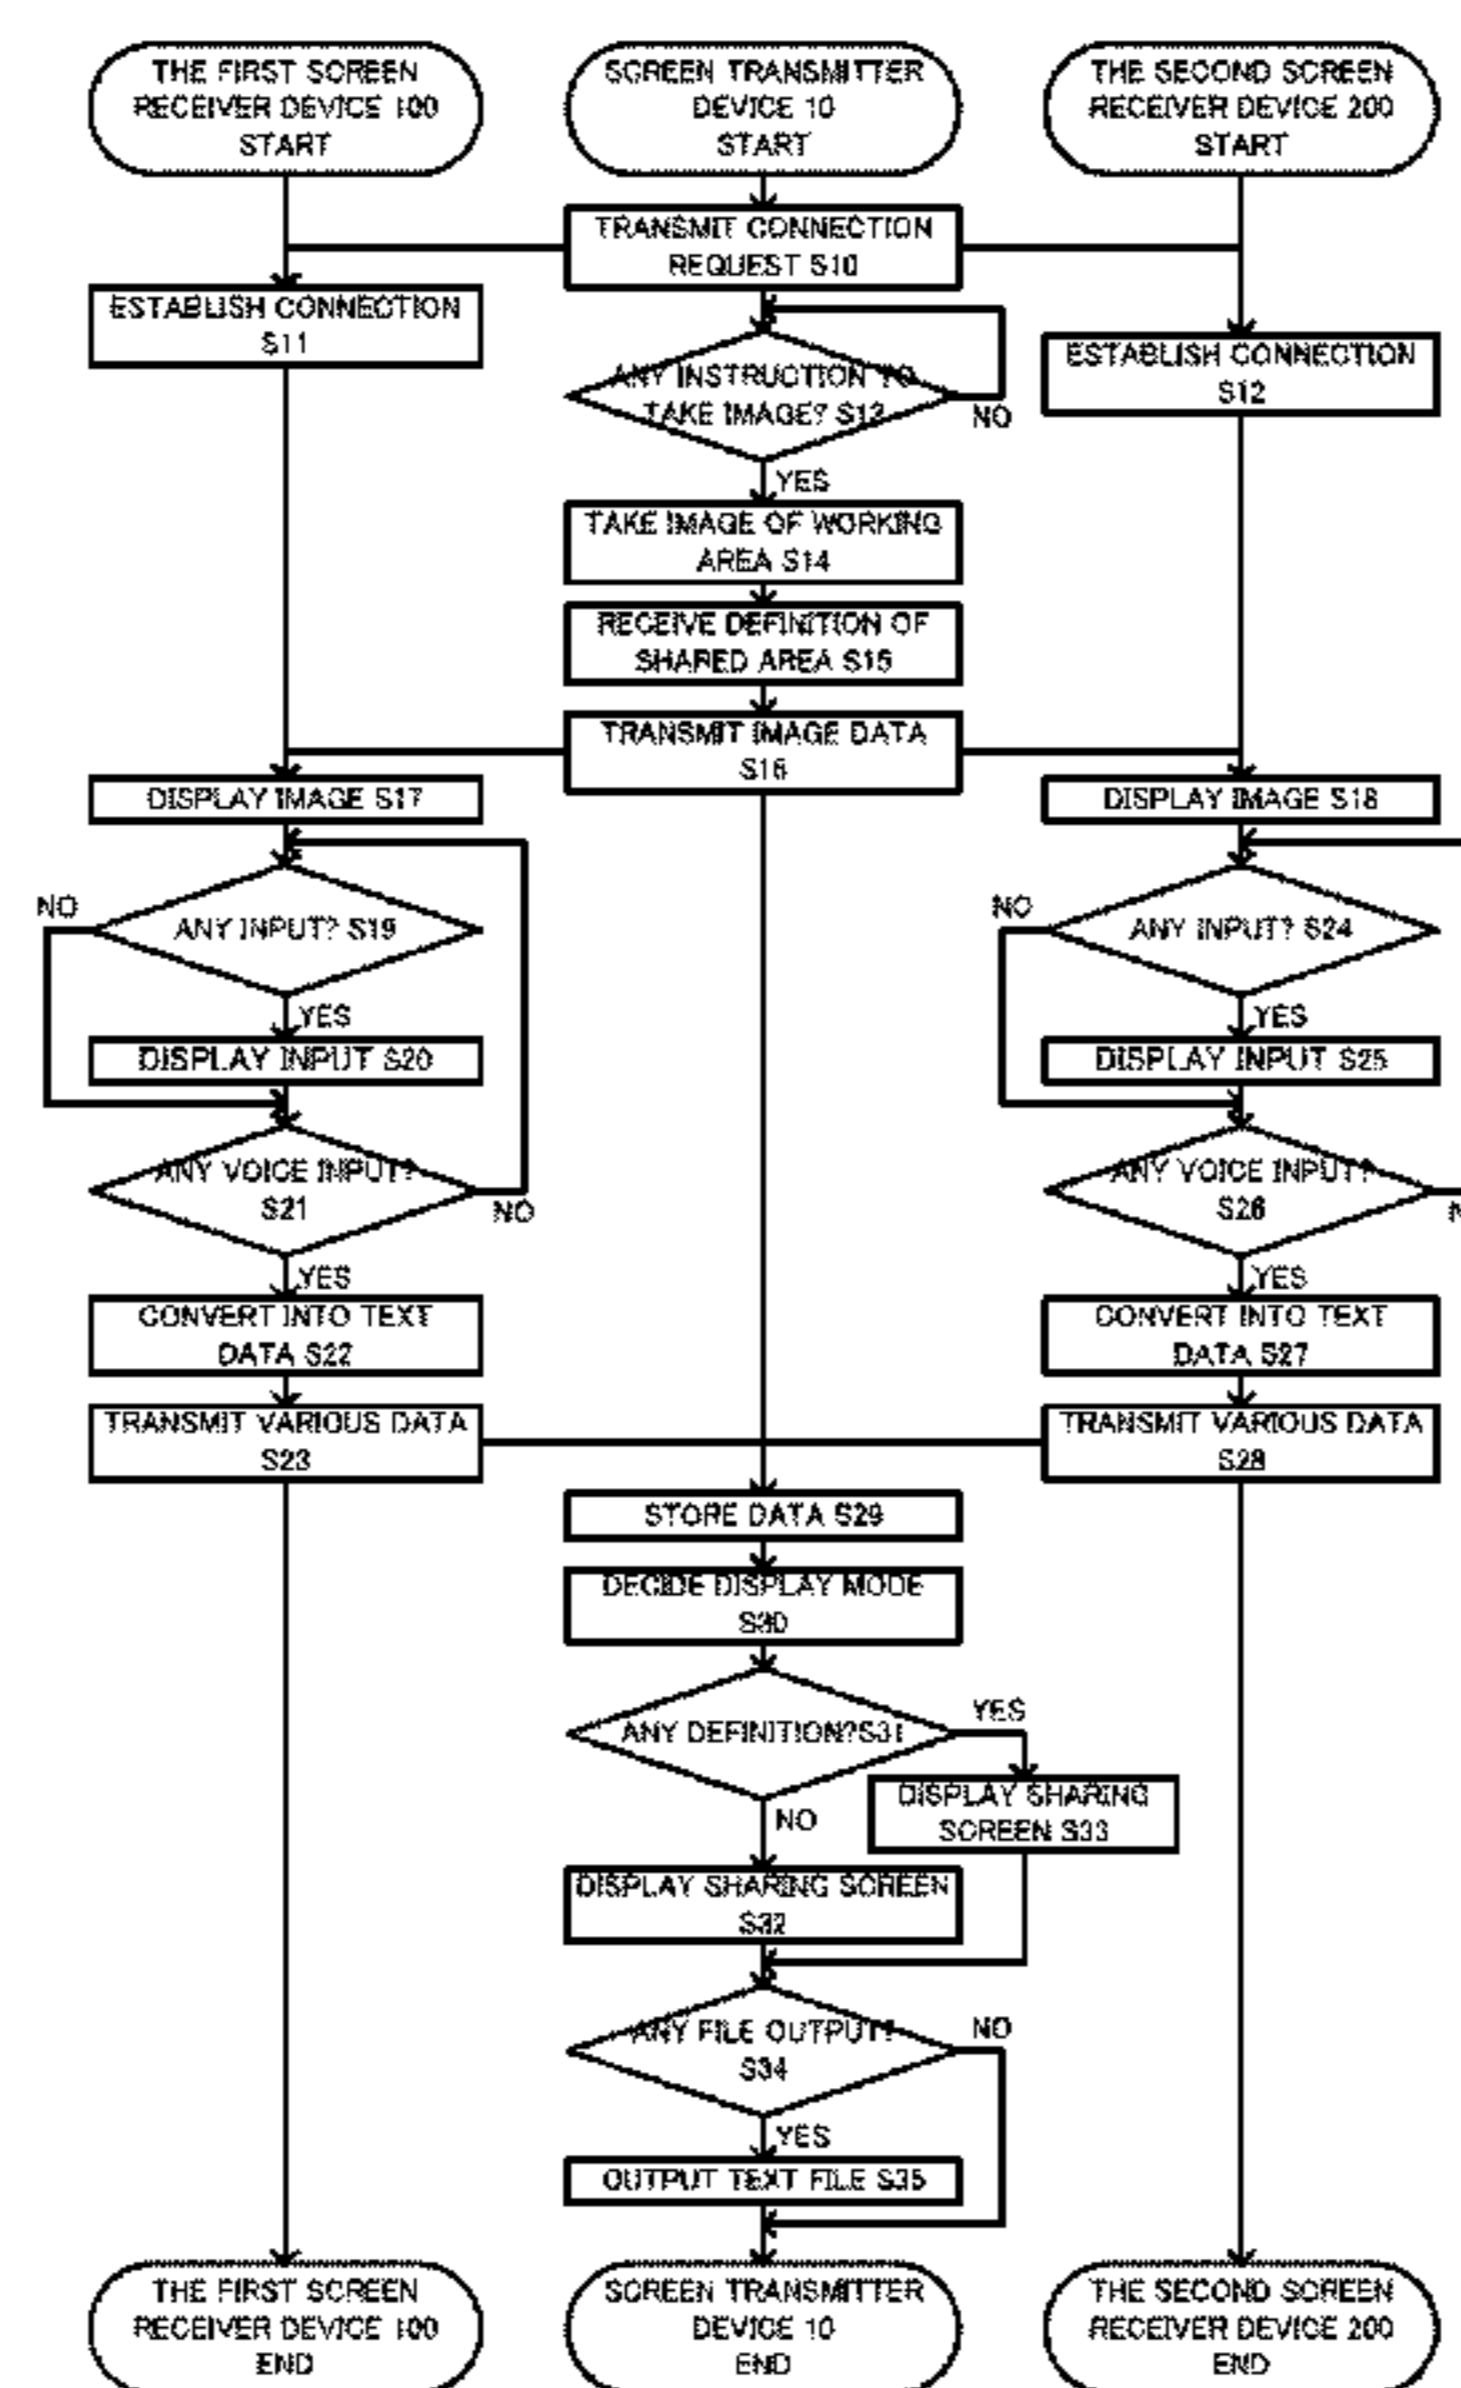 THE FIRST SCREEN
RECEIVER DEVICE 100
START
SCREEN TRANSMITTER
DEVICE 10
START
THE SECOND SCREEN
RECEIVER DEVICE 200
START
TRANSMIT CONNECTION
REQUEST S10
ESTABLISH CONNECTION
S11
ANY INSTRUCTION TO
TAKE IMAGE? S13
NO
ESTABLISH CONNECTION
S12
YES
TAKE IMAGE OF WORKING
AREA S14
RECEIVE DEFINITION OF
SHARED AREA S15
TRANSMIT IMAGE DATA
S16
DISPLAY IMAGE S17
DISPLAY IMAGE S18
NO
ANY INPUT? S19
YES
DISPLAY INPUT S20
ANY VOICE INPUT?
S21
NO
YES
CONVERT INTO TEXT
DATA S22
TRANSMIT VARIOUS DATA
S23
NO
ANY INPUT? S24
YES
DISPLAY INPUT S25
ANY VOICE INPUT?
S26
YES
CONVERT INTO TEXT
DATA S27
TRANSMIT VARIOUS DATA
S28
STORE DATA S29
DECIDE DISPLAY MODE
S30
ANY DEFINITION?S31
YES
NO
DISPLAY SHARING
SCREEN S33
DISPLAY SHARING SCREEN
S32
ANY FILE OUTPUT?
S34
NO
YES
OUTPUT TEXT FILE S35
THE FIRST SCREEN
RECEIVER DEVICE 100
END
SCREEN TRANSMITTER
DEVICE 10
END
THE SECOND SCREEN
RECEIVER DEVICE 200
END